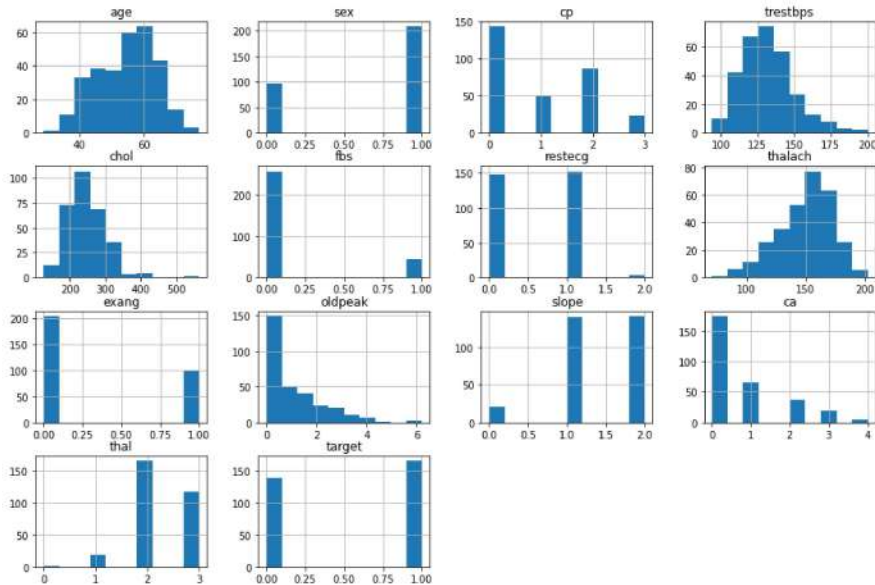 age sex cp trestbps
60 40 20 0
40 60
200 150 100 50 0
0.00 0.25 0.50 0.75 1.00
150 100 50 0
0 1 2 3
60 40 20 0
100 125 150 175 200
chol fbs restecg thalach
100 75 50 25 0
200 300 400 500
200 100 0
0.00 0.25 0.50 0.75 1.00
150 100 50 0
0.0 0.5 1.0 1.5 2.0
80 60 40 20 0
100 150 200
exang oldpeak slope ca
200 150 100 50 0
0.00 0.25 0.50 0.75 1.00
150 100 50 0
0 2 4 6
100 50 0
0.0 0.5 1.0 1.5 2.0
150 100 50 0
0 1 2 3 4
thal target
150 100 50 0
0 1 2 3
150 100 50 0
0.00 0.25 0.50 0.75 1.00